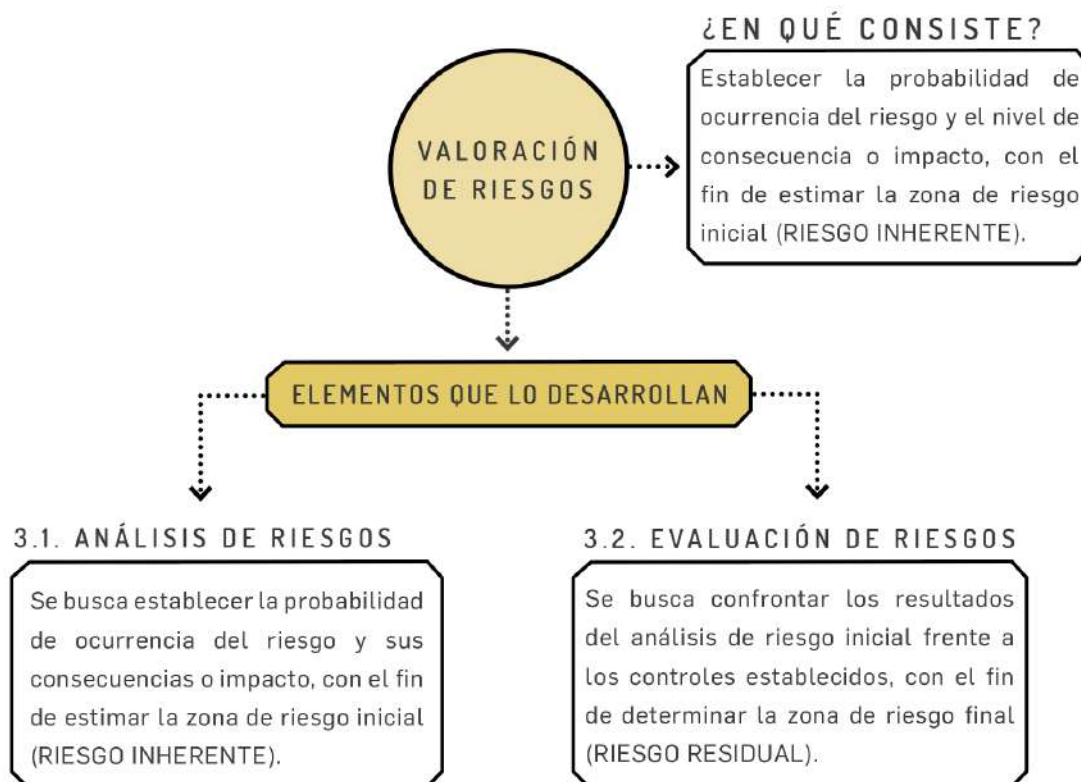 ¿EN QUÉ CONSISTE?
Establecer la probabilidad de
ocurrencia del riesgo y el nivel de
consecuencia o impacto, con el
fin de estimar la zona de riesgo
inicial (RIESGO INHERENTE).
VALORACIÓN
DE RIESGOS
ELEMENTOS QUE LO DESARROLLAN
3.1. ANÁLISIS DE RIESGOS
Se busca establecer la probabilidad
de ocurrencia del riesgo y sus
consecuencias o impacto, con el fin
de estimar la zona de riesgo inicial
(RIESGO INHERENTE).
3.2. EVALUACIÓN DE RIESGOS
Se busca confrontar los resultados
del análisis de riesgo inicial frente a
los controles establecidos, con el fin
de determinar la zona de riesgo final
(RIESGO RESIDUAL).